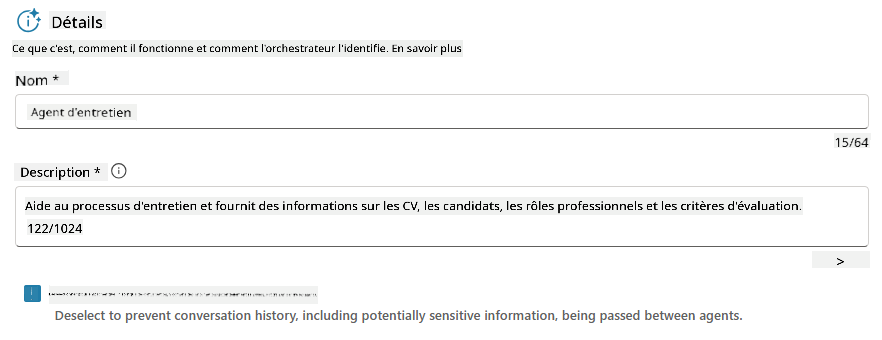 Détails
Ce que c'est, comment il fonctionne et comment l'orchestrateur l'identifie. En savoir plus
Nom *
Agent d'entretien
15/64
Description *
Aide au processus d'entretien et fournit des informations sur les CV, les candidats, les rôles professionnels et les critères d'évaluation.
122/1024
>
Deselect to prevent conversation history, including potentially sensitive information, being passed between agents.